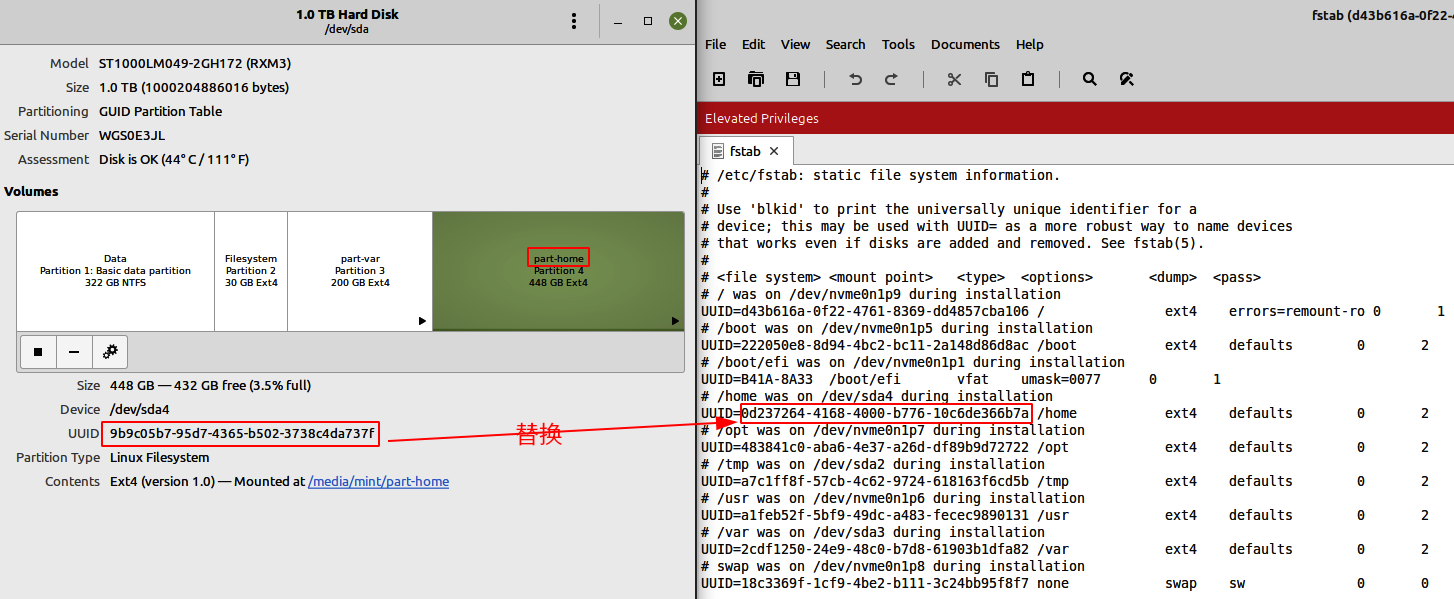 1.0 TB Hard Disk
/dev/sda
Model ST1000LM049-2GH172 (RXM3)
Size 1.0 TB (1000204886016 bytes)
Partitioning GUID Partition Table
Serial Number WGS0E3JL
Assessment Disk is OK (44° C / 111° F)
Volumes
Data
Partition 1: Basic data partition
322 GB NTFS
Filesystem
Partition 2
30 GB Ext4
part-var
Partition 3
200 GB Ext4
part-home
Partition 4
448 GB Ext4
Size 448 GB — 432 GB free (3.5% full)
Device /dev/sda4
UUID 9b9c05b7-95d7-4365-b502-3738c4da737f
Partition Type Linux Filesystem
Contents Ext4 (version 1.0) — Mounted at /media/mint/part-home
替换
fstab (d43b616a-0f22-
File Edit View Search Tools Documents Help
Elevated Privileges
fstab
# /etc/fstab: static file system information.
#
# Use 'blkid' to print the universally unique identifier for a
# device; this may be used with UUID= as a more robust way to name devices
# that works even if disks are added and removed. See fstab(5).
#
# <file system> <mount point> <type> <options> <dump> <pass>
# / was on /dev/nvme0n1p9 during installation
UUID=d43b616a-0f22-4761-8369-dd4857cba106 / ext4 errors=remount-ro 0 1
# /boot was on /dev/nvme0n1p5 during installation
UUID=222050e8-8d94-4bc2-bc11-2a148d86d8ac /boot ext4 defaults 0 2
# /boot/efi was on /dev/nvme0n1p1 during installation
UUID=B41A-8A33 /boot/efi vfat umask=0077 0 1
# /home was on /dev/sda4 during installation
UUID=0d237264-4168-4000-b776-10c6de366b7a /home ext4 defaults 0 2
# /opt was on /dev/nvme0n1p7 during installation
UUID=483841c0-aba6-4e37-a26d-df89b9d72722 /opt ext4 defaults 0 2
# /tmp was on /dev/sda2 during installation
UUID=a7c1ff8f-57cb-4c62-9724-618163f6cd5b /tmp ext4 defaults 0 2
# /usr was on /dev/nvme0n1p6 during installation
UUID=a1feb52f-5bf9-49dc-a483-fecec9890131 /usr ext4 defaults 0 2
# /var was on /dev/sda3 during installation
UUID=2cdf1250-24e9-48c0-b7d8-61903b1dfa82 /var ext4 defaults 0 2
# swap was on /dev/nvme0n1p8 during installation
UUID=18c3369f-1cf9-4be2-b111-3c24bb95f8f7 none swap sw 0 0